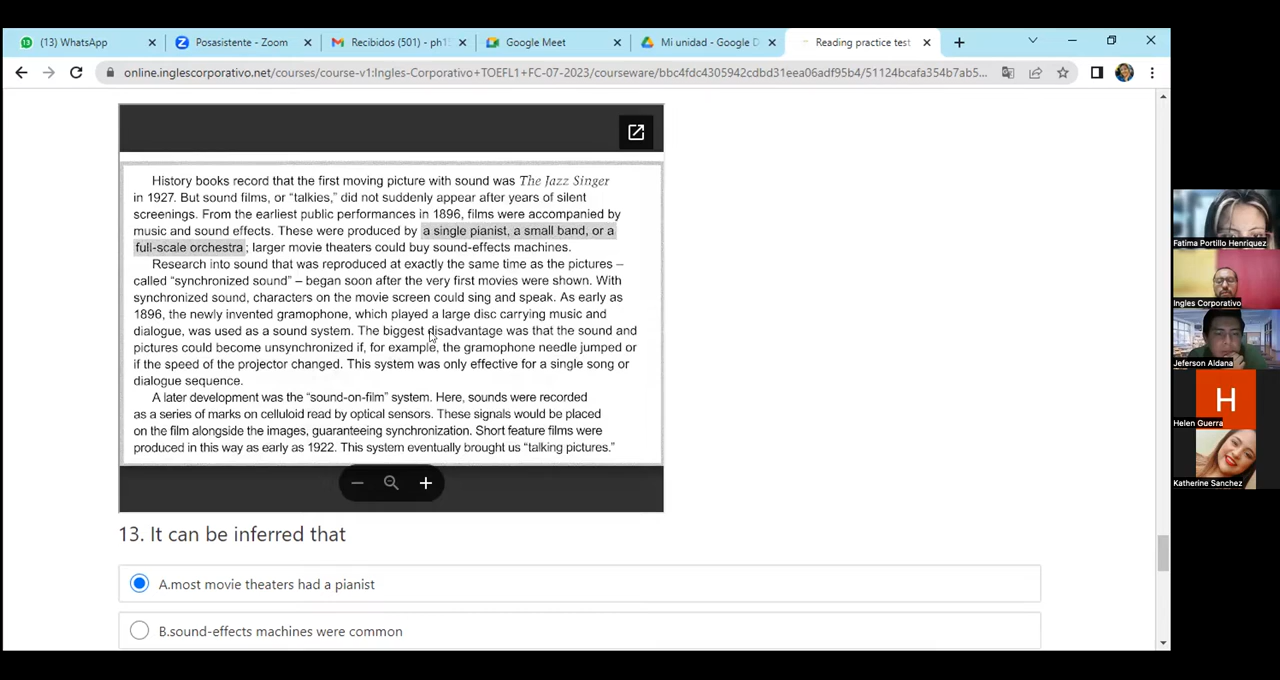 (13) WhatsApp
Posasistente - Zoom
Recibidos (501) - ph1
Google Meet
Mi unidad - Google D
Reading practice test
online.inglescorporativo.net/courses/course-v1:Ingles-Corporativo+TOEFL1+FC-07-2023/courseware/bbc4fdc4305942cdbd31eea06adf95b4/51124bcafa354b7ab5...
History books record that the first moving picture with sound was The Jazz Singer
in 1927. But sound films, or “talkies,” did not suddenly appear after years of silent
screenings. From the earliest public performances in 1896, films were accompanied by
music and sound effects. These were produced by a single pianist, a small band, or a
full-scale orchestra; larger movie theaters could buy sound-effects machines.
Research into sound that was reproduced at exactly the same time as the pictures –
called “synchronized sound” – began soon after the very first movies were shown. With
synchronized sound, characters on the movie screen could sing and speak. As early as
1896, the newly invented gramophone, which played a large disc carrying music and
dialogue, was used as a sound system. The biggest disadvantage was that the sound and
pictures could become unsynchronized if, for example, the gramophone needle jumped or
if the speed of the projector changed. This system was only effective for a single song or
dialogue sequence.
A later development was the “sound-on-film” system. Here, sounds were recorded
as a series of marks on celluloid read by optical sensors. These signals would be placed
on the film alongside the images, guaranteeing synchronization. Short feature films were
produced in this way as early as 1922. This system eventually brought us “talking pictures.”
13. It can be inferred that
A.most movie theaters had a pianist
B.sound-effects machines were common
Fatima Portillo Henriquez
Ingles Corporativo
Jeferson Aldana
H
Helen Guerra
Katherine Sanchez